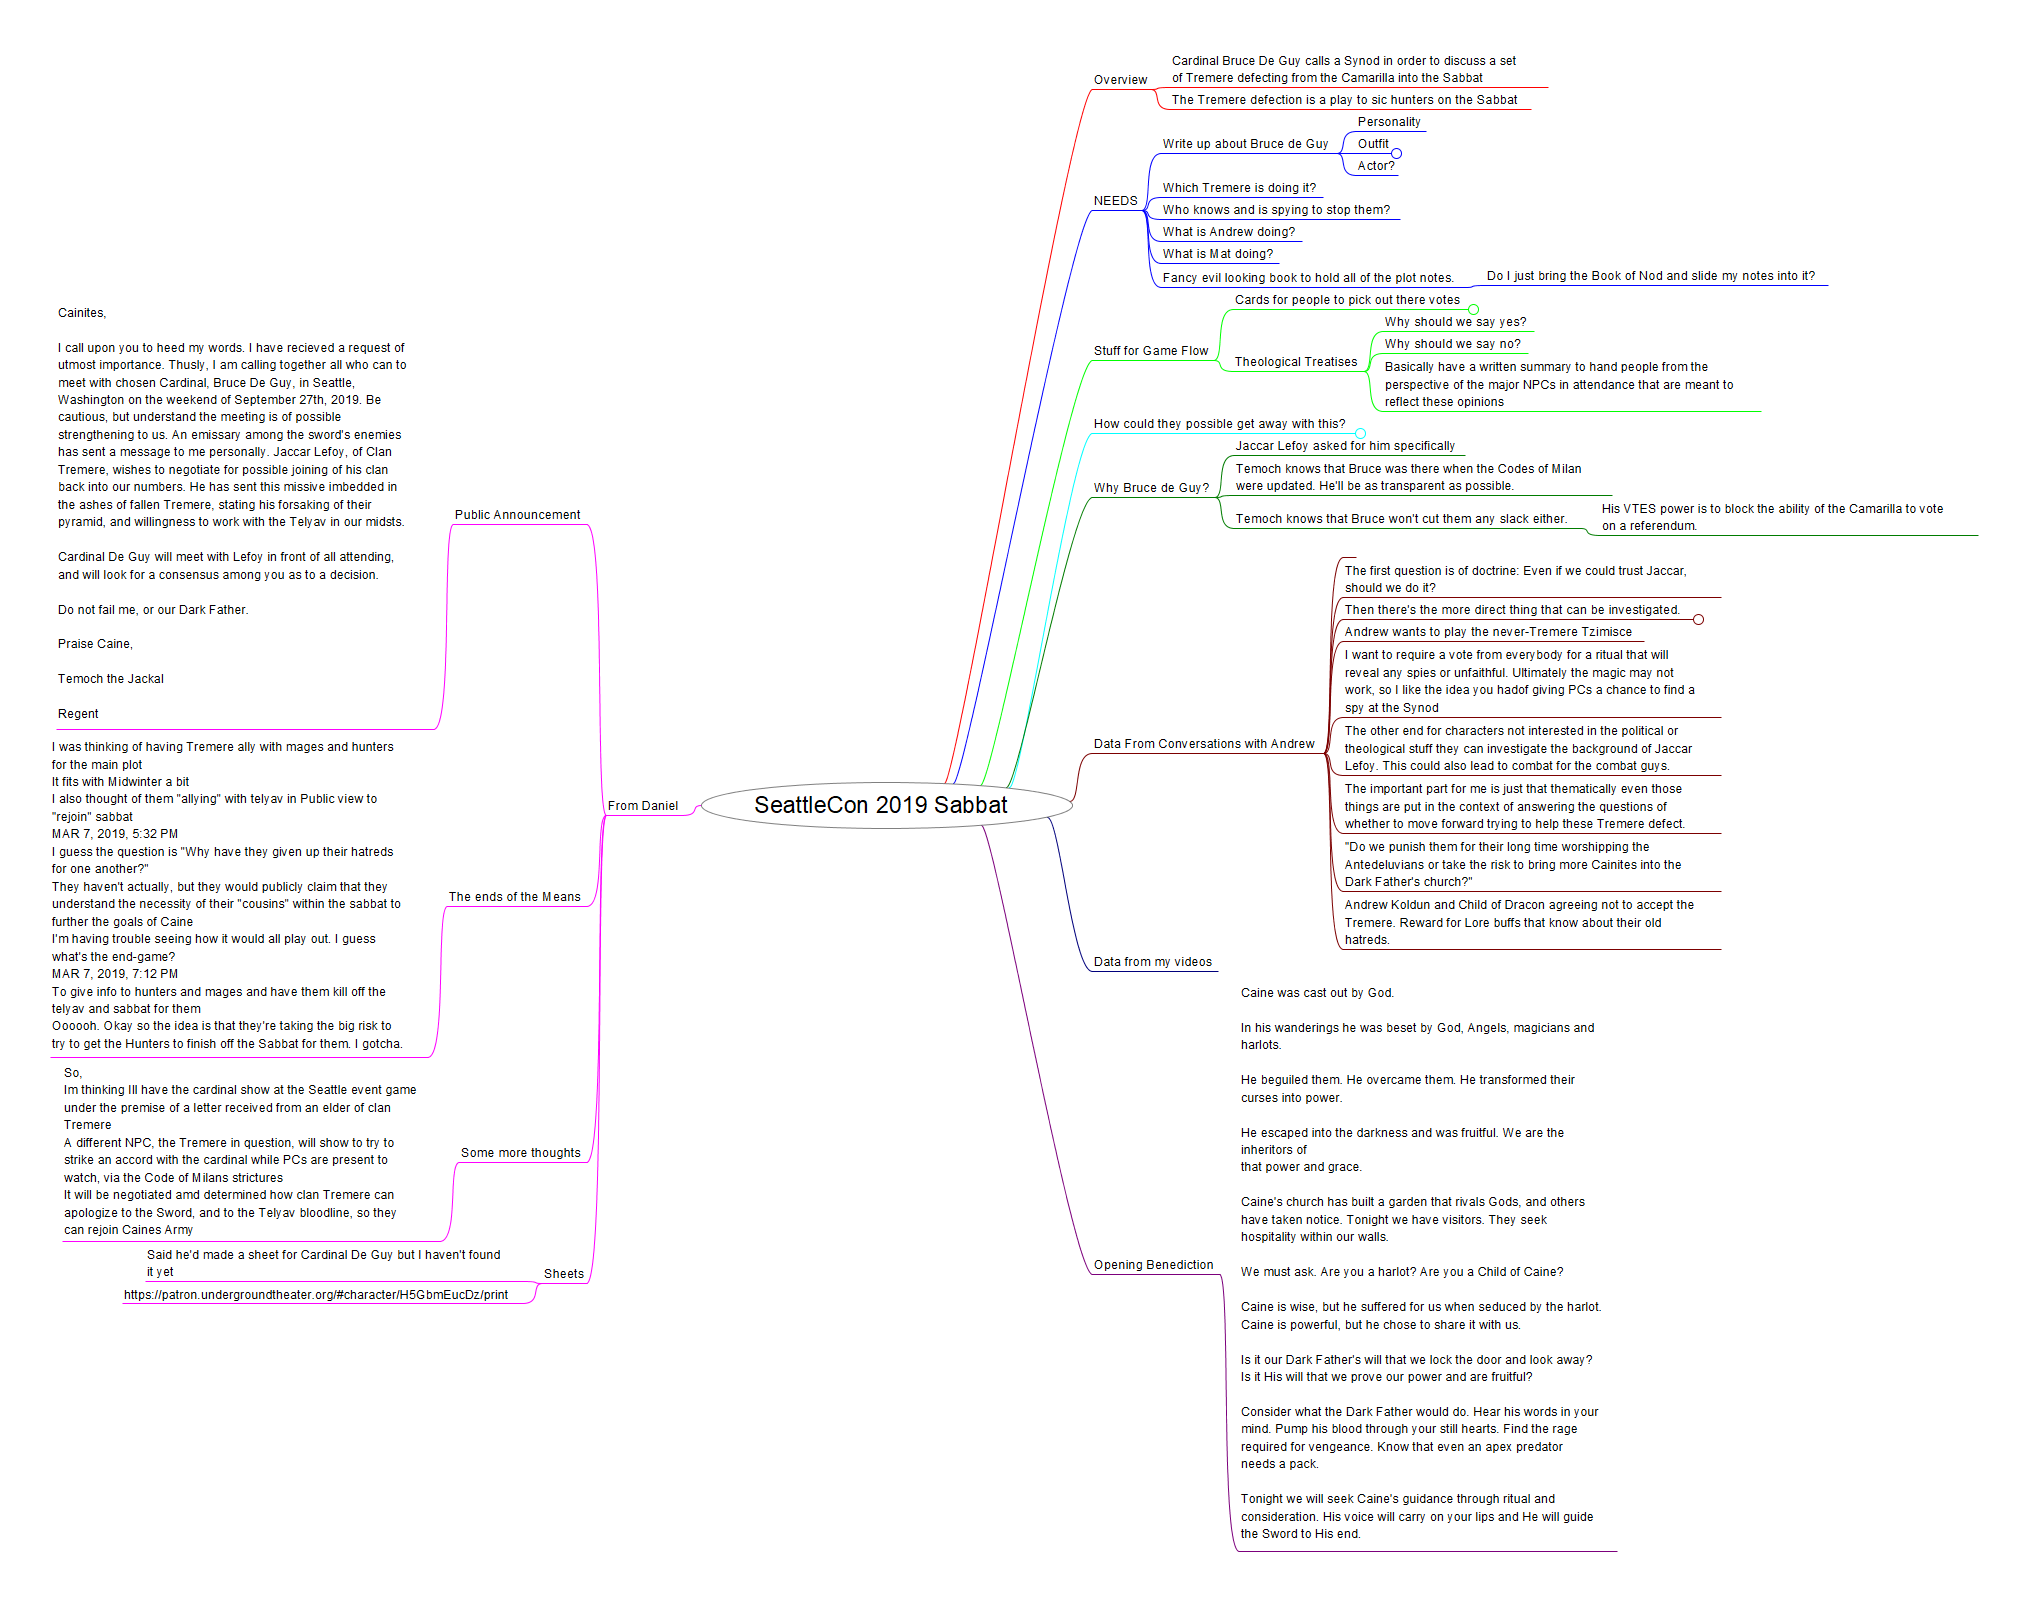 SeattleCon 2019 Sabbat
Overview
Cardinal Bruce De Guy calls a Synod in order to discuss a set
of Tremere defecting from the Camarilla into the Sabbat
The Tremere defection is a play to sic hunters on the Sabbat
NEEDS
Write up about Bruce de Guy
Personality
Outfit
Actor?
Which Tremere is doing it?
Who knows and is spying to stop them?
What is Andrew doing?
What is Mat doing?
Fancy evil looking book to hold all of the plot notes.
Do I just bring the Book of Nod and slide my notes into it?
Stuff for Game Flow
Cards for people to pick out there votes
Theological Treatises
Why should we say yes?
Why should we say no?
Basically have a written summary to hand people from the
perspective of the major NPCs in attendance that are meant to
reflect these opinions
How could they possible get away with this?
Why Bruce de Guy?
Jaccar Lefoy asked for him specifically
Temoch knows that Bruce was there when the Codes of Milan
were updated. He'll be as transparent as possible.
Temoch knows that Bruce won't cut them any slack either.
His VTES power is to block the ability of the Camarilla to vote
on a referendum.
Data From Conversations with Andrew
The first question is of doctrine: Even if we could trust Jaccar,
should we do it?
Then there's the more direct thing that can be investigated.
Andrew wants to play the never-Tremere Tzimisce
I want to require a vote from everybody for a ritual that will
reveal any spies or unfaithful. Ultimately the magic may not
work, so I like the idea you hadof giving PCs a chance to find a
spy at the Synod
The other end for characters not interested in the political or
theological stuff they can investigate the background of Jaccar
Lefoy. This could also lead to combat for the combat guys.
The important part for me is just that thematically even those
things are put in the context of answering the questions of
whether to move forward trying to help these Tremere defect.
"Do we punish them for their long time worshipping the
Antedeluvians or take the risk to bring more Cainites into the
Dark Father's church?"
Andrew Koldun and Child of Dracon agreeing not to accept the
Tremere. Reward for Lore buffs that know about their old
hatreds.
Data from my videos
Opening Benediction
Caine was cast out by God.
In his wanderings he was beset by God, Angels, magicians and
harlots.
He beguiled them. He overcame them. He transformed their
curses into power.
He escaped into the darkness and was fruitful. We are the
inheritors of
that power and grace.
Caine's church has built a garden that rivals Gods, and others
have taken notice. Tonight we have visitors. They seek
hospitality within our walls.
We must ask. Are you a harlot? Are you a Child of Caine?
Caine is wise, but he suffered for us when seduced by the harlot.
Caine is powerful, but he chose to share it with us.
Is it our Dark Father's will that we lock the door and look away?
Is it His will that we prove our power and are fruitful?
Consider what the Dark Father would do. Hear his words in your
mind. Pump his blood through your still hearts. Find the rage
required for vengeance. Know that even an apex predator
needs a pack.
Tonight we will seek Caine's guidance through ritual and
consideration. His voice will carry on your lips and He will guide
the Sword to His end.
From Daniel
Public Announcement
Cainites,
I call upon you to heed my words. I have recieved a request of
utmost importance. Thusly, I am calling together all who can to
meet with chosen Cardinal, Bruce De Guy, in Seattle,
Washington on the weekend of September 27th, 2019. Be
cautious, but understand the meeting is of possible
strengthening to us. An emissary among the sword's enemies
has sent a message to me personally. Jaccar Lefoy, of Clan
Tremere, wishes to negotiate for possible joining of his clan
back into our numbers. He has sent this missive imbedded in
the ashes of fallen Tremere, stating his forsaking of their
pyramid, and willingness to work with the Telyav in our midsts.
Cardinal De Guy will meet with Lefoy in front of all attending,
and will look for a consensus among you as to a decision.
Do not fail me, or our Dark Father.
Praise Caine,
Temoch the Jackal
Regent
The ends of the Means
I was thinking of having Tremere ally with mages and hunters
for the main plot
It fits with Midwinter a bit
I also thought of them "allying" with telyav in Public view to
"rejoin" sabbat
MAR 7, 2019, 5:32 PM
I guess the question is "Why have they given up their hatreds
for one another?"
They haven't actually, but they would publicly claim that they
understand the necessity of their "cousins" within the sabbat to
further the goals of Caine
I'm having trouble seeing how it would all play out. I guess
what's the end-game?
MAR 7, 2019, 7:12 PM
To give info to hunters and mages and have them kill off the
telyav and sabbat for them
Oooooh. Okay so the idea is that they're taking the big risk to
try to get the Hunters to finish off the Sabbat for them. I gotcha.
Some more thoughts
So,
Im thinking Ill have the cardinal show at the Seattle event game
under the premise of a letter received from an elder of clan
Tremere
A different NPC, the Tremere in question, will show to try to
strike an accord with the cardinal while PCs are present to
watch, via the Code of Milans strictures
It will be negotiated amd determined how clan Tremere can
apologize to the Sword, and to the Telyav bloodline, so they
can rejoin Caines Army
Sheets
Said he'd made a sheet for Cardinal De Guy but I haven't found
it yet
https://patron.undergroundtheater.org/#character/H5GbmEucDz/print